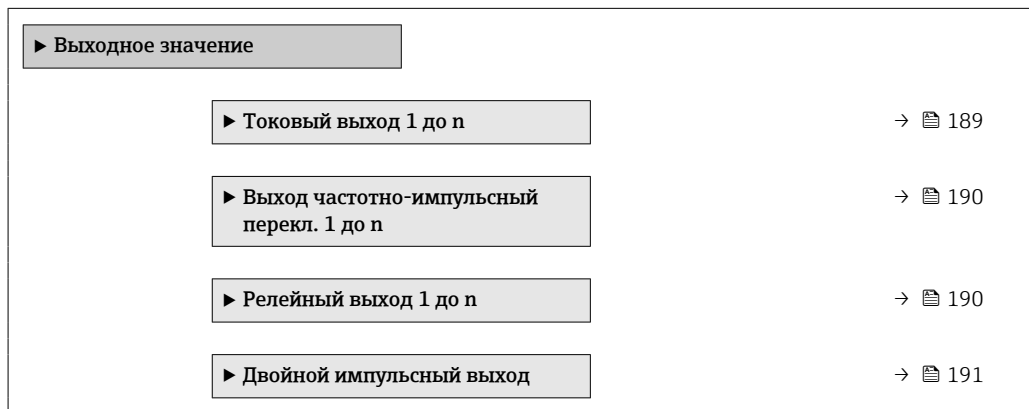 ▶ Выходное значение
▶ Токовый выход 1 до n → 189
▶ Выход частотно-импульсный
перекл. 1 до n → 190
▶ Релейный выход 1 до n → 190
▶ Двойной импульсный выход → 191